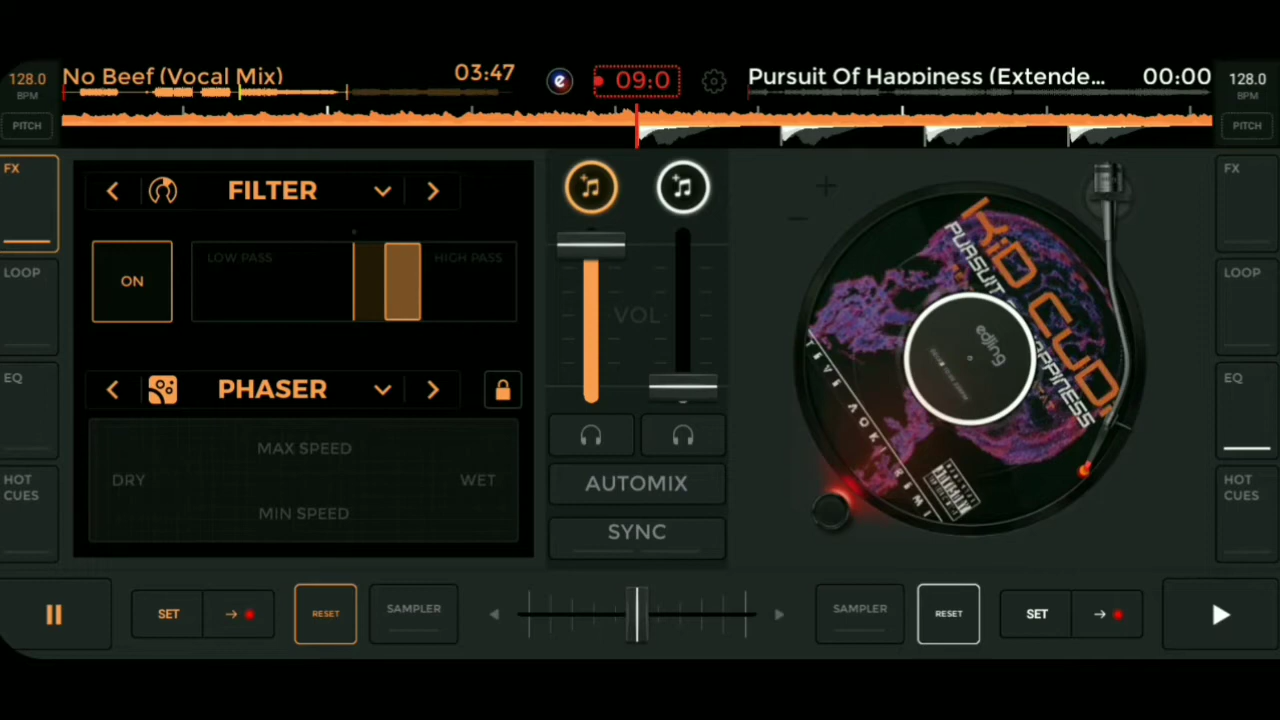 128.0
BPM
PITCH
No Beef (Vocal Mix)
03:47
e
09:0
Pursuit Of Happiness (Extende...
00:00
128.0
BPM
PITCH
FX
LOOP
EQ
HOT
CUES
FILTER
ON
LOW PASS
HIGH PASS
PHASER
MAX SPEED
DRY
WET
MIN SPEED
VOL
AUTOMIX
SYNC
KiD CUDi
PURSUIT
HAPPINESS
edjing
STEVE AOKI REMIX
FX
LOOP
EQ
HOT
CUES
SET
RESET
SAMPLER
SAMPLER
RESET
SET